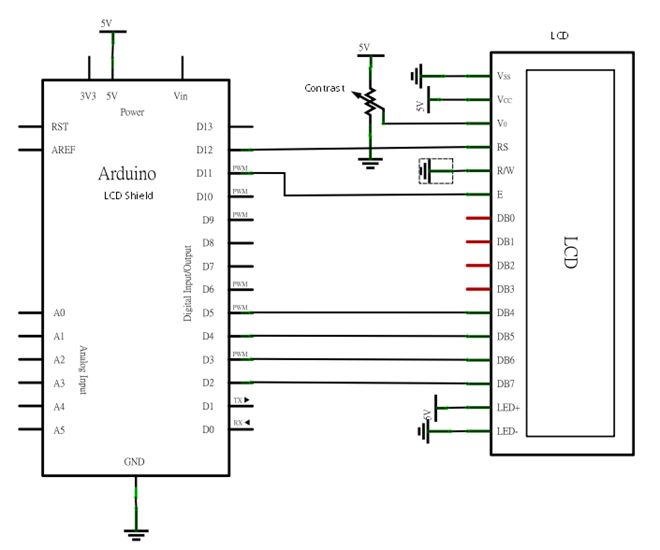 5V
LCD
3V3
5V
Vin
Power
RST
AREF
Arduino
LCD Shield
D13
D12
D11
PWM
D10
PWM
D9
PWM
D8
D7
D6
PWM
D5
PWM
D4
D3
PWM
D2
D1
TX
D0
RX
Digital Input/Output
A0
A1
A2
A3
A4
A5
Analog Input
GND
5V
Contrast
Vss
Vcc
5V
V0
RS
R/W
E
DB0
DB1
DB2
DB3
DB4
DB5
DB6
DB7
LED+
LED-
LCD